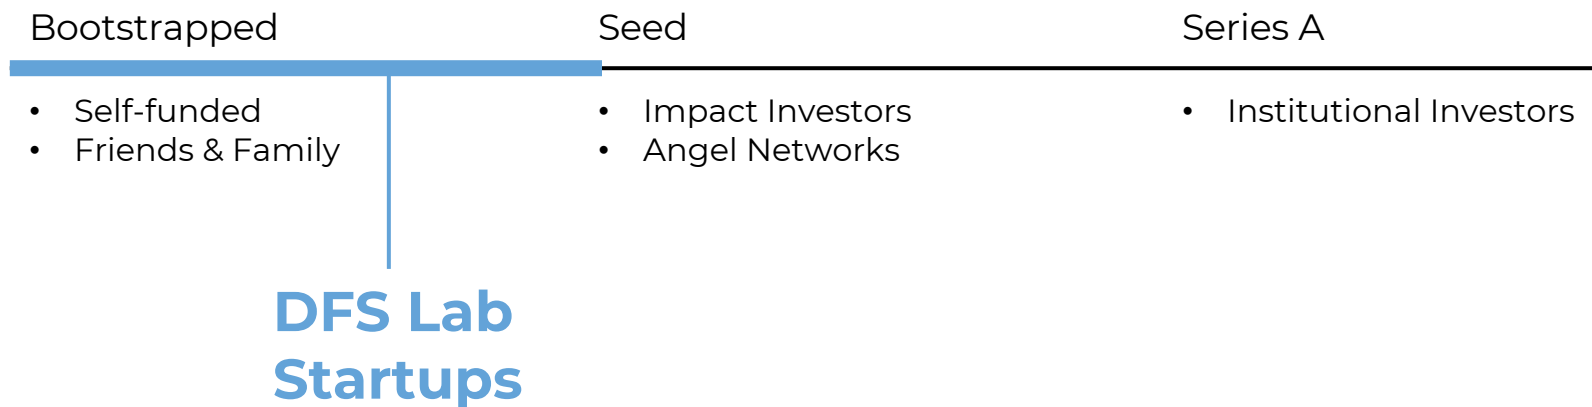 Bootstrapped
Seed
Series A
• Self-funded
• Friends & Family
• Impact Investors
• Angel Networks
• Institutional Investors
DFS Lab
Startups